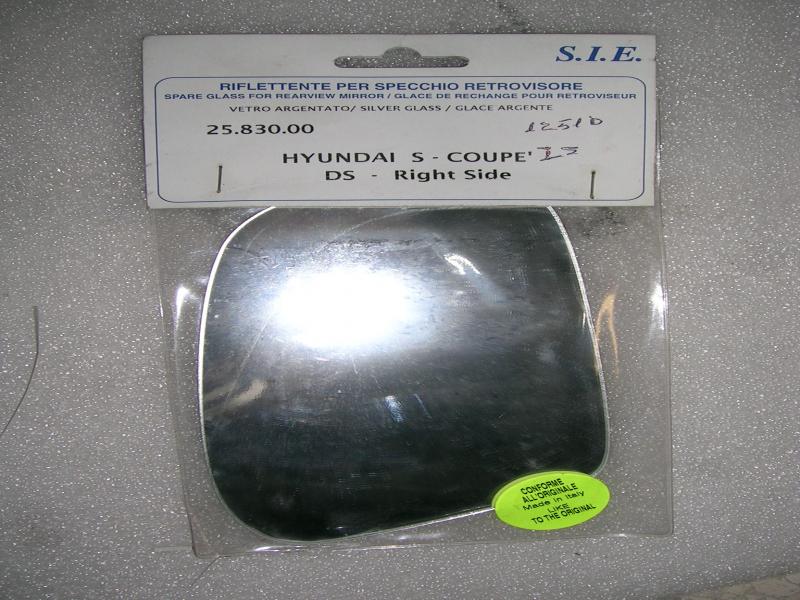 S.I.E.
RIFLETTENTE PER SPECCHIO RETROVISORE
SPARE GLASS FOR REARVIEW MIRROR / GLACE DE RECHANGE POUR RETROVISEUR
VETRO ARGENTATO/ SILVER GLASS / GLACE ARGENTE
25.830.00
HYUNDAI S - COUPE'
DS - Right Side
CONFORME
ALL'ORIGINALE
Made in Italy
LIKE
TO THE ORIGINAL